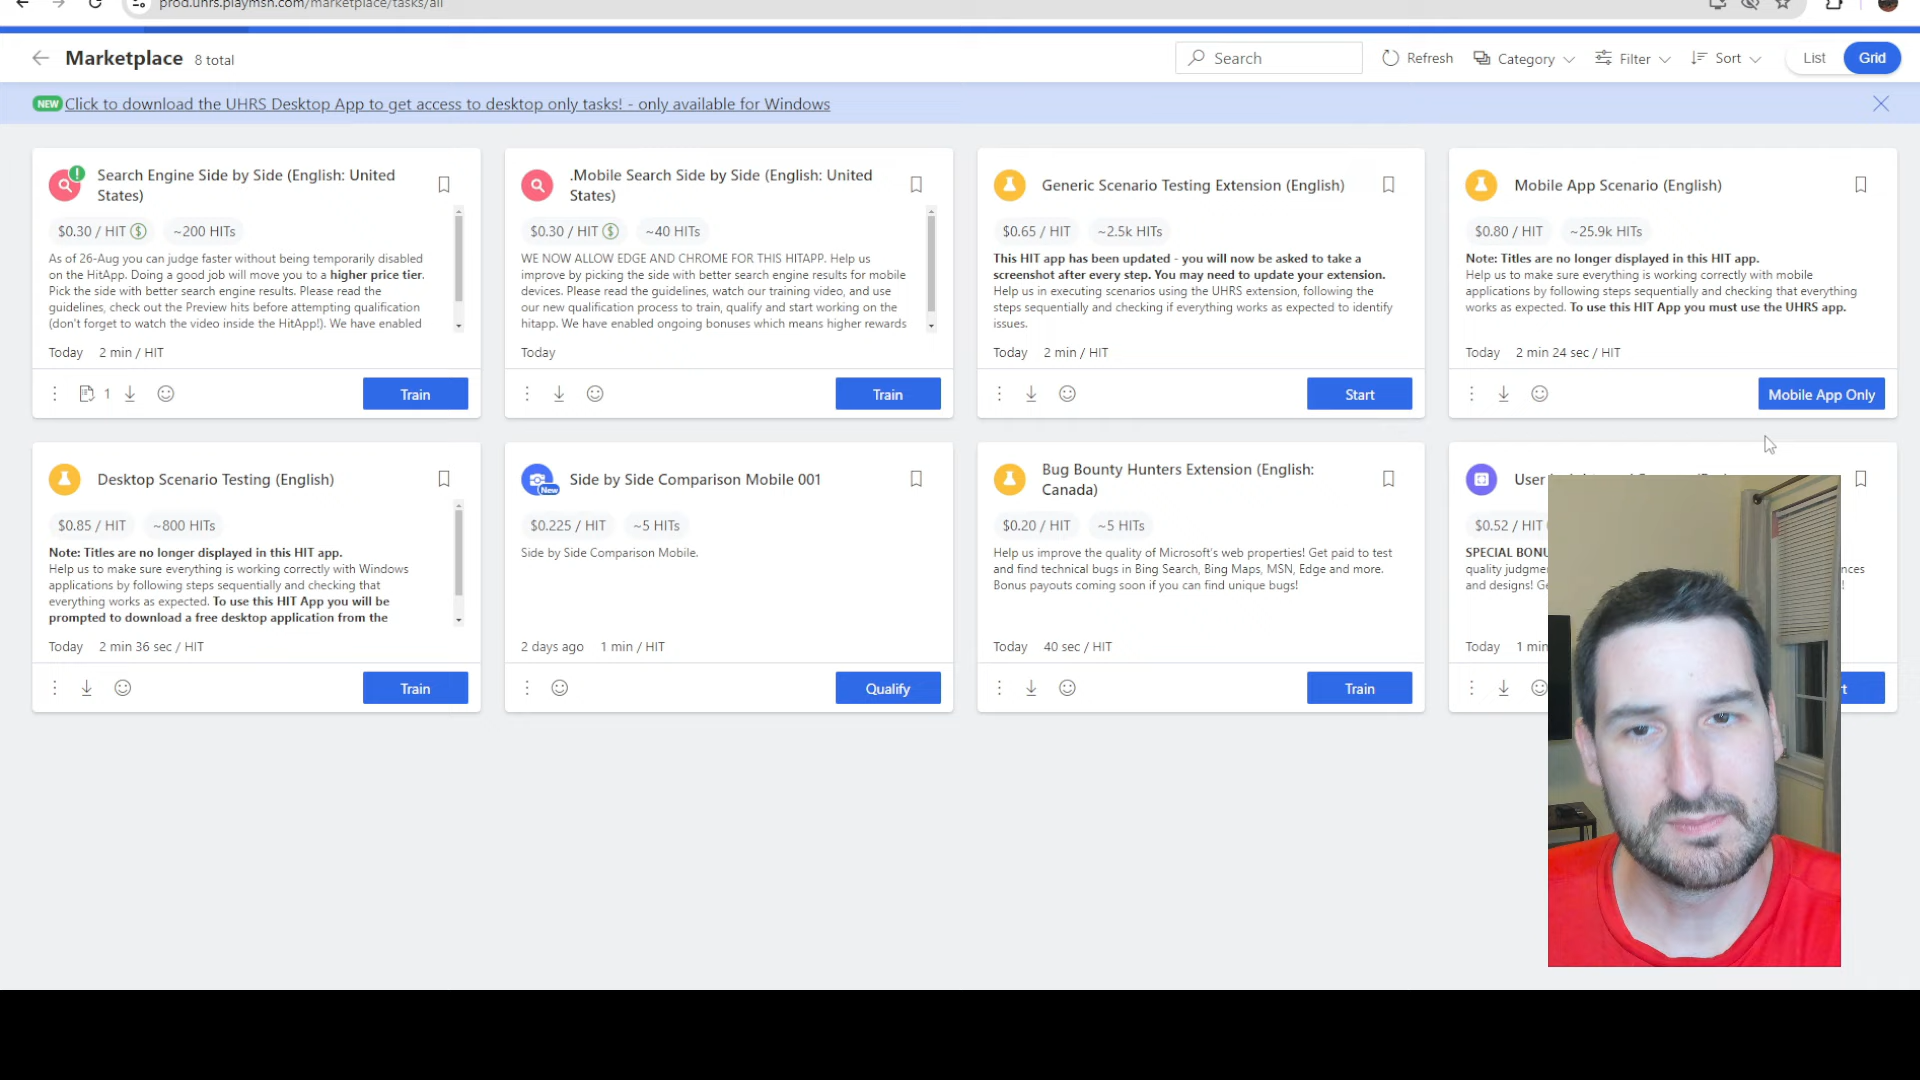 prod.uhrs.playmsn.com/marketplace/tasks/all
Marketplace 8 total
Search
Refresh
Category
Filter
Sort
List
Grid
NEW Click to download the UHRS Desktop App to get access to desktop only tasks! - only available for Windows
Search Engine Side by Side (English: United
States)
$0.30 / HIT $ ~200 HITs
As of 26-Aug you can judge faster without being temporarily disabled
on the HitApp. Doing a good job will move you to a higher price tier.
Pick the side with better search engine results. Please read the
guidelines, check out the Preview hits before attempting qualification
(don't forget to watch the video inside the HitApp!). We have enabled
Today 2 min / HIT
1
Train
.Mobile Search Side by Side (English: United
States)
$0.30 / HIT $ ~40 HITs
WE NOW ALLOW EDGE AND CHROME FOR THIS HITAPP. Help us
improve by picking the side with better search engine results for mobile
devices. Please read the guidelines, watch our training video, and use
our new qualification process to train, qualify and start working on the
hitapp. We have enabled ongoing bonuses which means higher rewards
Today
Train
Generic Scenario Testing Extension (English)
$0.65 / HIT ~2.5k HITs
This HIT app has been updated - you will now be asked to take a
screenshot after every step. You may need to update your extension.
Help us in executing scenarios using the UHRS extension, following the
steps sequentially and checking if everything works as expected to identify
issues.
Today 2 min / HIT
Start
Mobile App Scenario (English)
$0.80 / HIT ~25.9k HITs
Note: Titles are no longer displayed in this HIT app.
Help us to make sure everything is working correctly with mobile
applications by following steps sequentially and checking that everything
works as expected. To use this HIT App you must use the UHRS app.
Today 2 min 24 sec / HIT
Mobile App Only
Desktop Scenario Testing (English)
$0.85 / HIT ~800 HITs
Note: Titles are no longer displayed in this HIT app.
Help us to make sure everything is working correctly with Windows
applications by following steps sequentially and checking that
everything works as expected. To use this HIT App you will be
prompted to download a free desktop application from the
Today 2 min 36 sec / HIT
Train
New
Side by Side Comparison Mobile 001
$0.225 / HIT ~5 HITs
Side by Side Comparison Mobile.
2 days ago 1 min / HIT
Qualify
Bug Bounty Hunters Extension (English:
Canada)
$0.20 / HIT ~5 HITs
Help us improve the quality of Microsoft's web properties! Get paid to test
and find technical bugs in Bing Search, Bing Maps, MSN, Edge and more.
Bonus payouts coming soon if you can find unique bugs!
Today 40 sec / HIT
Train
User
$0.52 / HIT
SPECIAL BONU
quality judgme nces
and designs! Ge !
Today 1 min
t